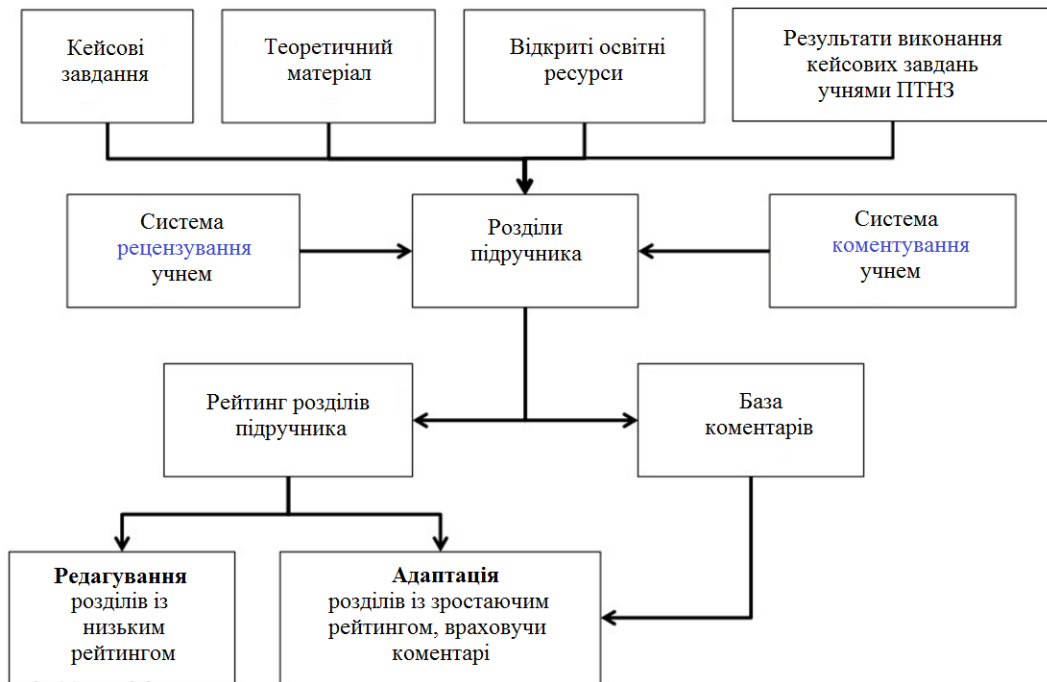 Кейсові
завдання
Теоретичний
матеріал
Відкриті освітні
ресурси
Результати виконання
кейсових завдань
учнями ПТНЗ
Система
рецензування
учнем
Розділи
підручника
Система
коментування
учнем
Рейтинг розділів
підручника
База
коментарів
Редагування
розділів із
низьким
рейтингом
Адаптація
розділів із зростаючим
рейтингом, враховучи
коментарі